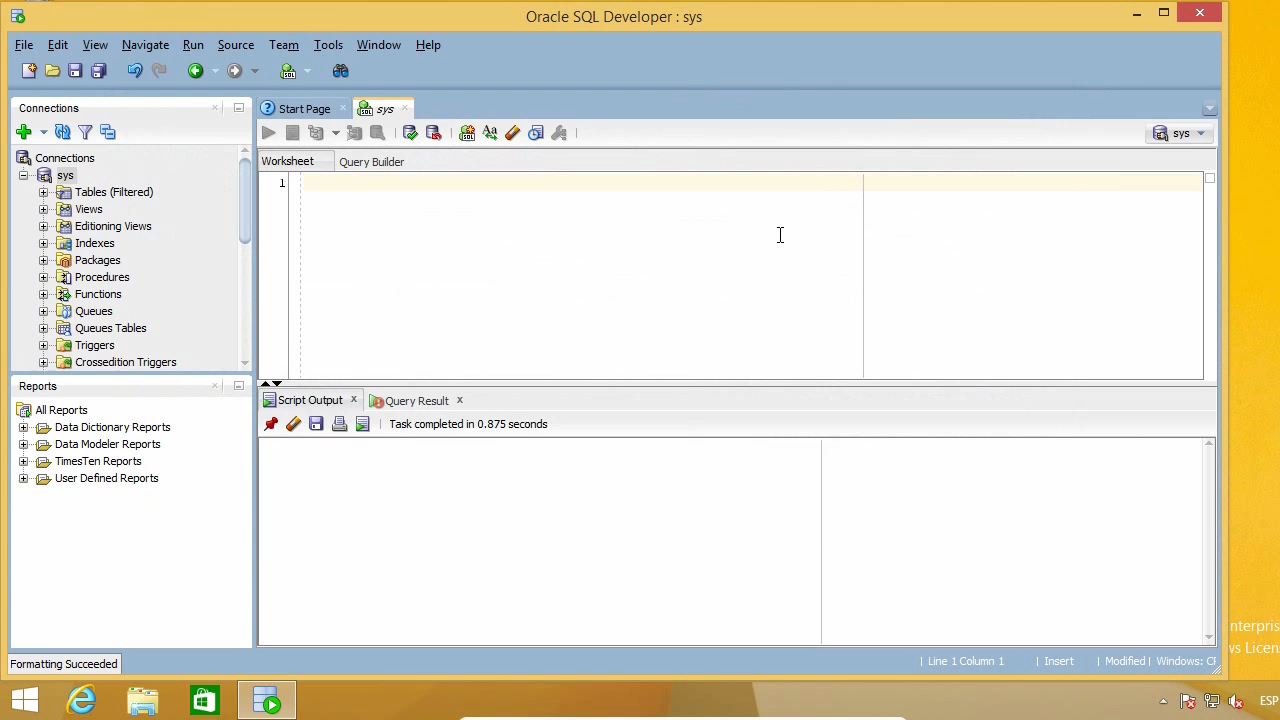 Oracle SQL Developer : sys
File Edit View Navigate Run Source Team Tools Window Help
Connections
Connections
sys
Tables (Filtered)
Views
Editioning Views
Indexes
Packages
Procedures
Functions
Queues
Queues Tables
Triggers
Crossedition Triggers
Reports
All Reports
Data Dictionary Reports
Data Modeler Reports
TimesTen Reports
User Defined Reports
Start Page
sys
sys
Worksheet Query Builder
1
Script Output Query Result
Task completed in 0.875 seconds
Formatting Succeeded
Line 1 Column 1
Insert
Modified
Windows:
nterpris
ws Licen
ESP